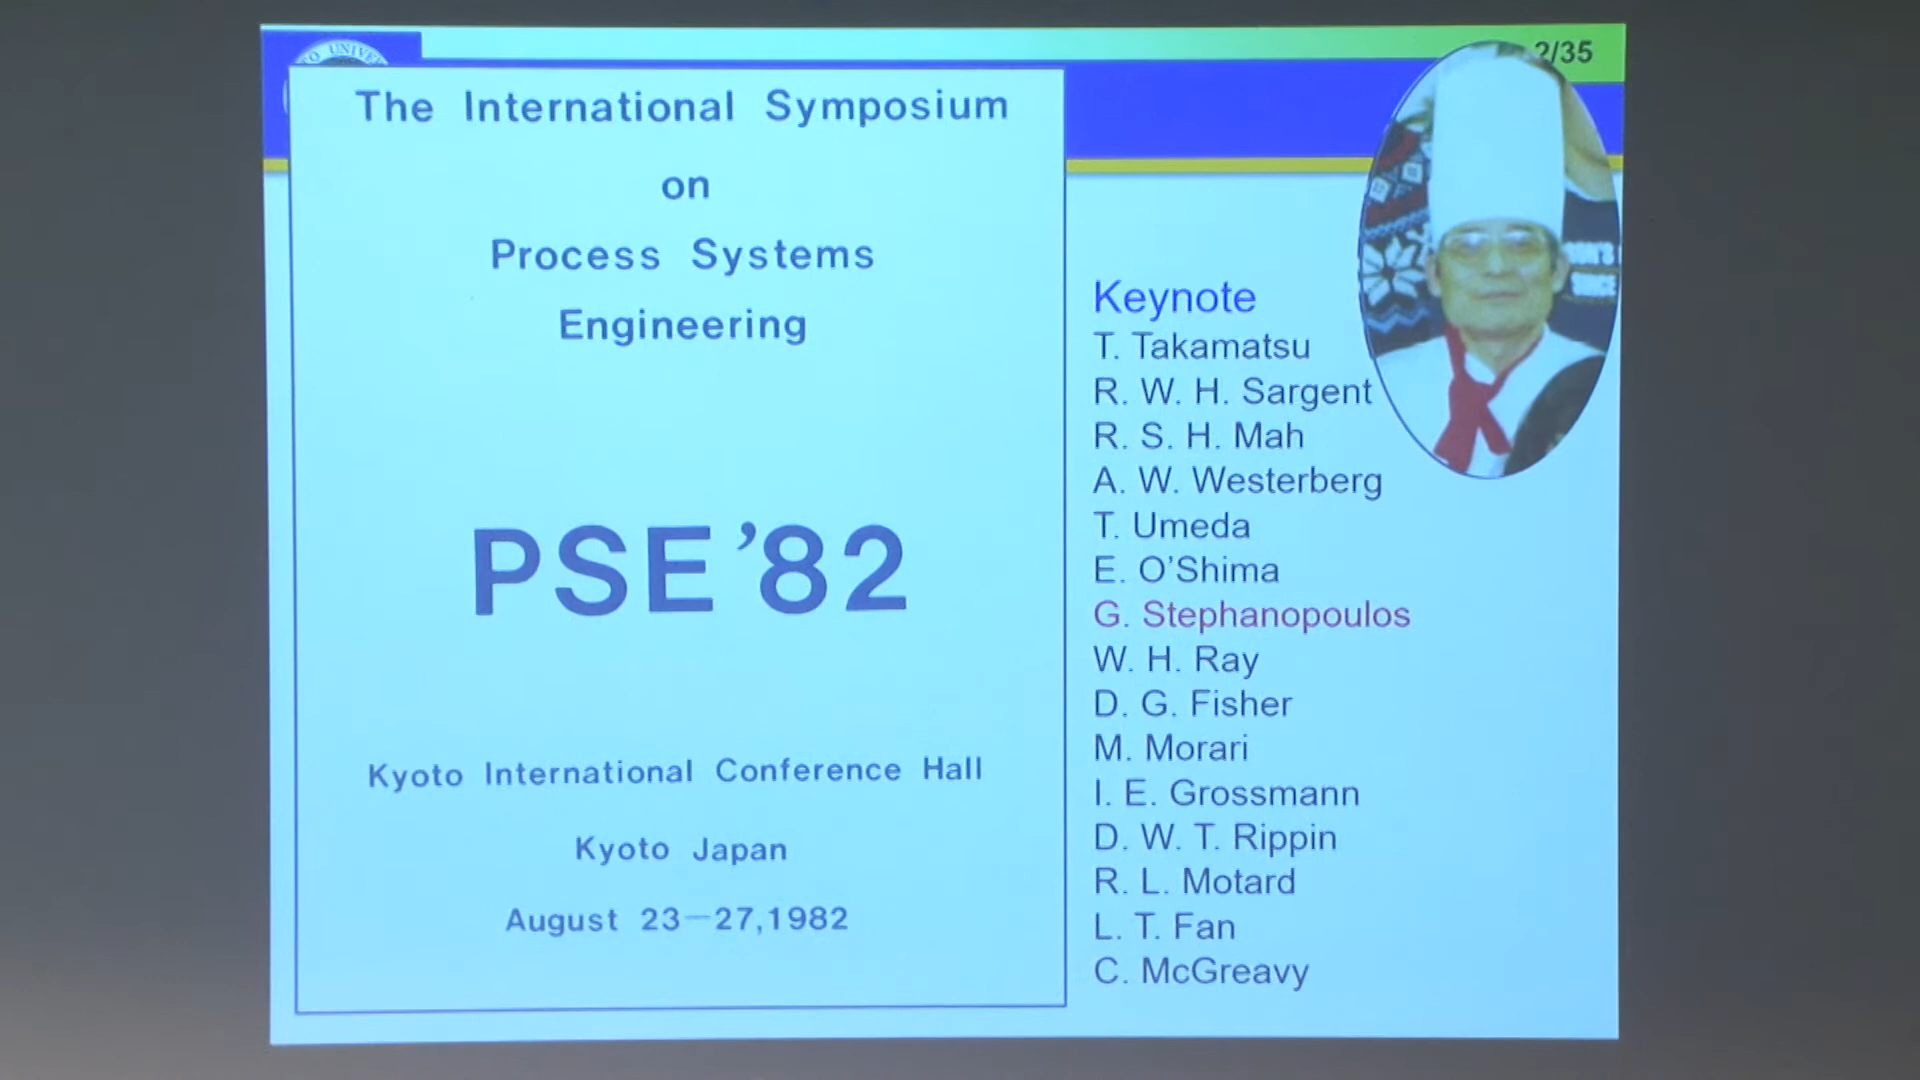 2/35
The International Symposium
on
Process Systems
Engineering
PSE '82
Kyoto International Conference Hall
Kyoto Japan
August 23–27,1982
Keynote
T. Takamatsu
R. W. H. Sargent
R. S. H. Mah
A. W. Westerberg
T. Umeda
E. O'Shima
G. Stephanopoulos
W. H. Ray
D. G. Fisher
M. Morari
I. E. Grossmann
D. W. T. Rippin
R. L. Motard
L. T. Fan
C. McGreavy